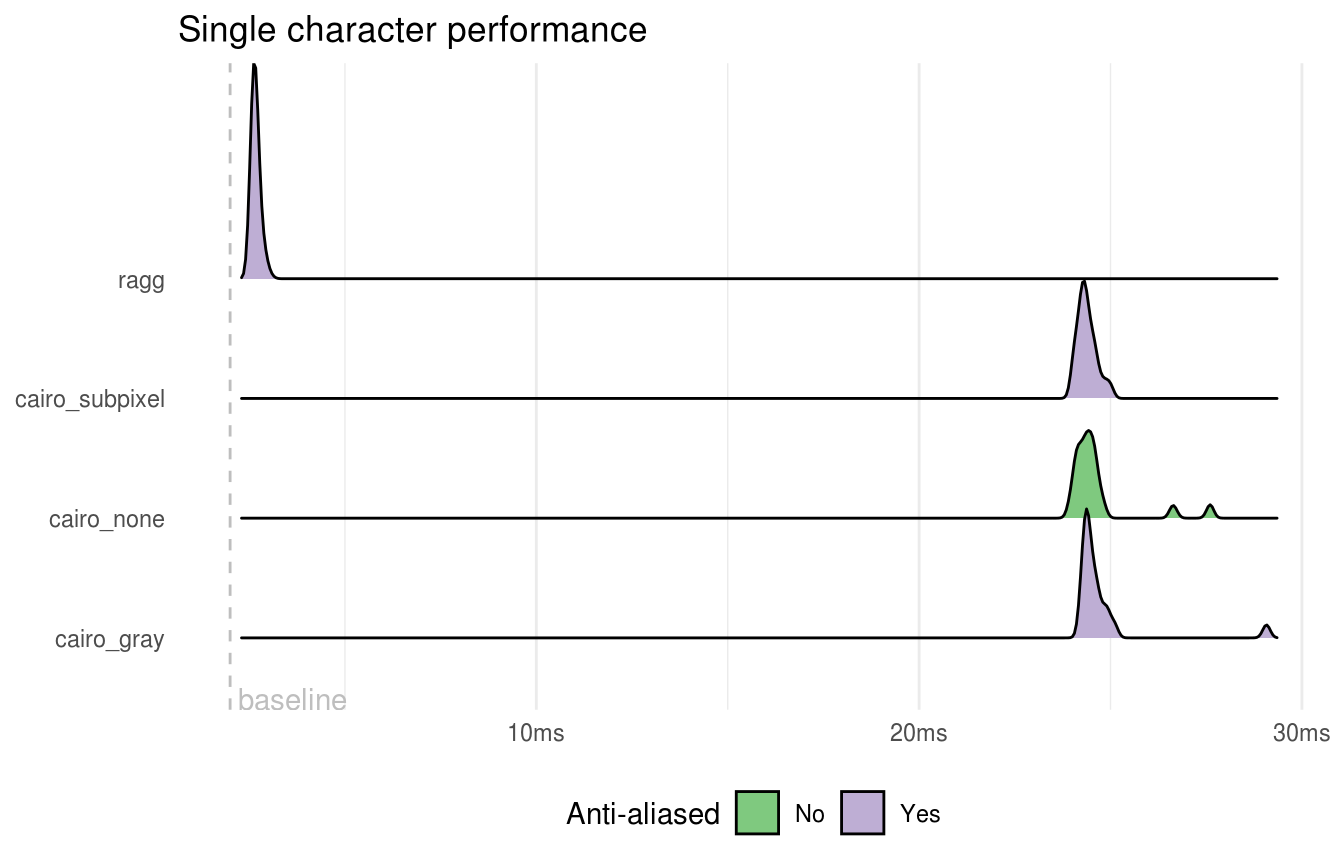 Single character performance
ragg
cairo_subpixel
cairo_none
cairo_gray
baseline
10ms 20ms 30ms
Anti-aliased No Yes